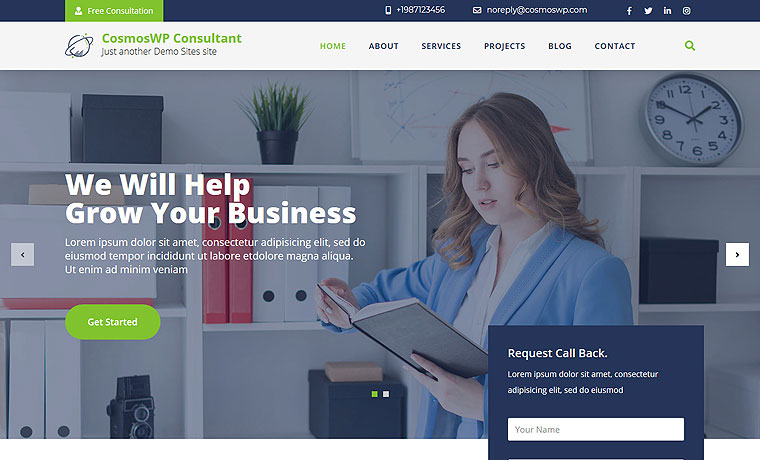 Free Consultation
+1987123456
noreply@cosmoswp.com
CosmosWP Consultant
Just another Demo Sites site
HOME ABOUT SERVICES PROJECTS BLOG CONTACT
We Will Help
Grow Your Business
Lorem ipsum dolor sit amet, consectetur adipisicing elit, sed do
eiusmod tempor incididunt ut labore etdolore magna aliqua.
Ut enim ad minim veniam
Get Started
Request Call Back.
Lorem ipsum dolor sit amet, consectetur
adipisicing elit, sed do eiusmod
Your Name